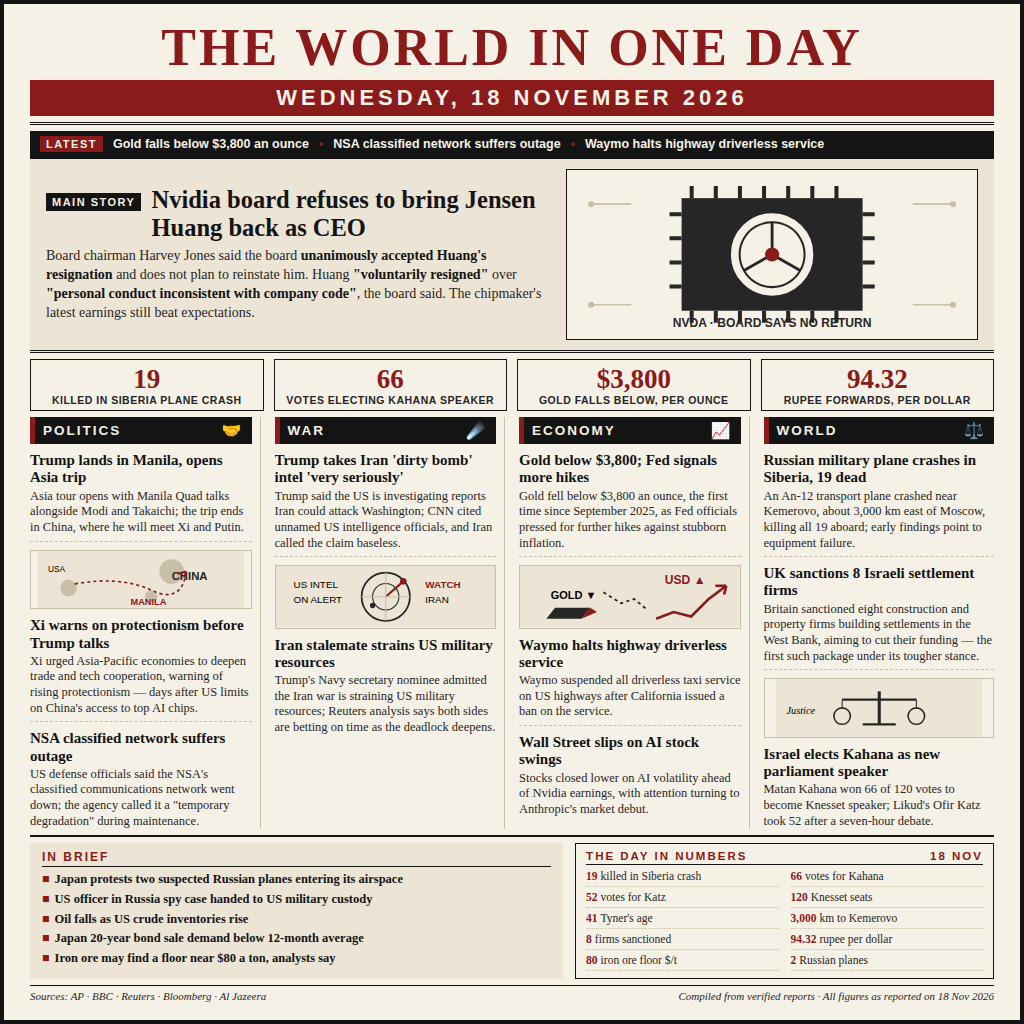 THE WORLD IN ONE DAY
WEDNESDAY, 18 NOVEMBER 2026
LATEST Gold falls below $3,800 an ounce • NSA classified network suffers outage • Waymo halts highway driverless service
MAIN STORY Nvidia board refuses to bring Jensen
Huang back as CEO
Board chairman Harvey Jones said the board unanimously accepted Huang's
resignation and does not plan to reinstate him. Huang "voluntarily resigned" over
"personal conduct inconsistent with company code", the board said. The chipmaker's
latest earnings still beat expectations.
NVDA · BOARD SAYS NO RETURN
19
KILLED IN SIBERIA PLANE CRASH
66
VOTES ELECTING KAHANA SPEAKER
$3,800
GOLD FALLS BELOW, PER OUNCE
94.32
RUPEE FORWARDS, PER DOLLAR
POLITICS
Trump lands in Manila, opens
Asia trip
Asia tour opens with Manila Quad talks
alongside Modi and Takaichi; the trip ends
in China, where he will meet Xi and Putin.
USA
CHINA
MANILA
Xi warns on protectionism before
Trump talks
Xi urged Asia-Pacific economies to deepen
trade and tech cooperation, warning of
rising protectionism — days after US limits
on China's access to top AI chips.
NSA classified network suffers
outage
US defense officials said the NSA's
classified communications network went
down; the agency called it a "temporary
degradation" during maintenance.
WAR
Trump takes Iran 'dirty bomb'
intel 'very seriously'
Trump said the US is investigating reports
Iran could attack Washington; CNN cited
unnamed US intelligence officials, and Iran
called the claim baseless.
US INTEL
ON ALERT
WATCH
IRAN
Iran stalemate strains US military
resources
Trump's Navy secretary nominee admitted
the Iran war is straining US military
resources; Reuters analysis says both sides
are betting on time as the deadlock deepens.
ECONOMY
Gold below $3,800; Fed signals
more hikes
Gold fell below $3,800 an ounce, the first
time since September 2025, as Fed officials
pressed for further hikes against stubborn
inflation.
GOLD ▼
USD ▲
Waymo halts highway driverless
service
Waymo suspended all driverless taxi service
on US highways after California issued a
ban on the service.
Wall Street slips on AI stock
swings
Stocks closed lower on AI volatility ahead
of Nvidia earnings, with attention turning to
Anthropic's market debut.
WORLD
Russian military plane crashes in
Siberia, 19 dead
An An-12 transport plane crashed near
Kemerovo, about 3,000 km east of Moscow,
killing all 19 aboard; early findings point to
equipment failure.
UK sanctions 8 Israeli settlement
firms
Britain sanctioned eight construction and
property firms building settlements in the
West Bank, aiming to cut their funding — the
first such package under its tougher stance.
Justice
Israel elects Kahana as new
parliament speaker
Matan Kahana won 66 of 120 votes to
become Knesset speaker; Likud's Ofir Katz
took 52 after a seven-hour debate.
IN BRIEF
■ Japan protests two suspected Russian planes entering its airspace
■ US officer in Russia spy case handed to US military custody
■ Oil falls as US crude inventories rise
■ Japan 20-year bond sale demand below 12-month average
■ Iron ore may find a floor near $80 a ton, analysts say
THE DAY IN NUMBERS 18 NOV
19 killed in Siberia crash
66 votes for Kahana
52 votes for Katz
120 Knesset seats
41 Tyner's age
3,000 km to Kemerovo
8 firms sanctioned
94.32 rupee per dollar
80 iron ore floor $/t
2 Russian planes
Sources: AP · BBC · Reuters · Bloomberg · Al Jazeera
Compiled from verified reports · All figures as reported on 18 Nov 2026